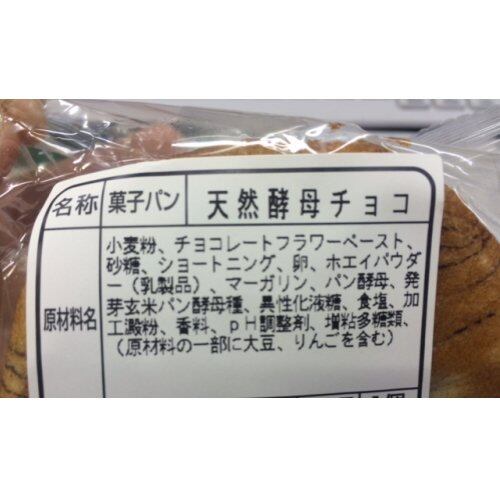 名称 菓子パン 天然酵母チョコ
原材料名
小麦粉、チョコレートフラワーペースト、
砂糖、ショートニング、卵、ホエイパウダ
ー（乳製品）、マーガリン、パン酵母、発
芽玄米パン酵母種、異性化液糖、食塩、加
工澱粉、香料、pH調整剤、増粘多糖類、
（原材料の一部に大豆、りんごを含む）